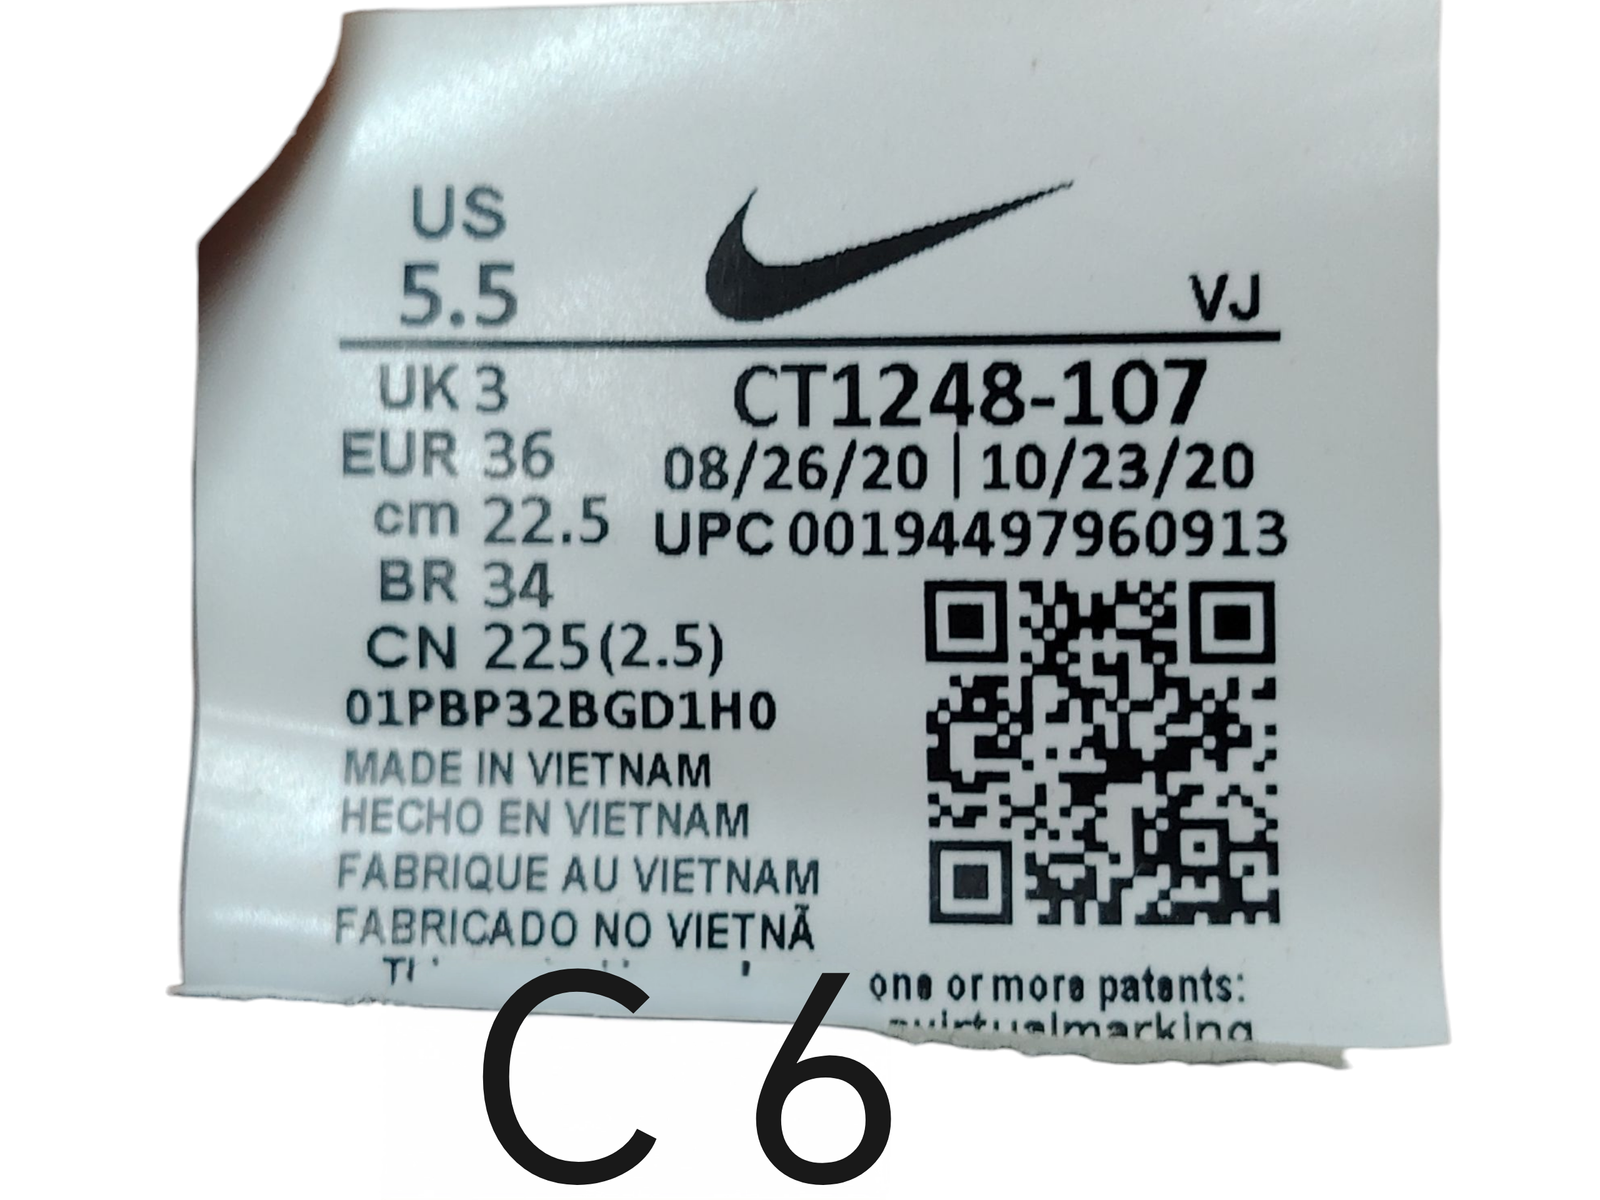 US
5.5
VJ
UK 3
CT1248-107
EUR 36
08/26/20 | 10/23/20
cm 22.5
UPC 00194497960913
BR 34
CN 225(2.5)
01PBP32BGD1H0
MADE IN VIETNAM
HECHO EN VIETNAM
FABRIQUE AU VIETNAM
FABRICADO NO VIETNÃ
one or more patents:
virtualmarking
C 6